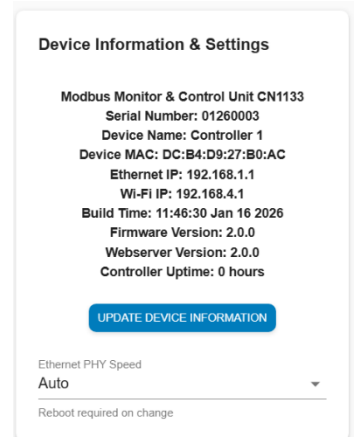 Device Information & Settings
Modbus Monitor & Control Unit CN1133
Serial Number: 01260003
Device Name: Controller 1
Device MAC: DC:B4:D9:27:B0:AC
Ethernet IP: 192.168.1.1
Wi-Fi IP: 192.168.4.1
Build Time: 11:46:30 Jan 16 2026
Firmware Version: 2.0.0
Webserver Version: 2.0.0
Controller Uptime: 0 hours
UPDATE DEVICE INFORMATION
Ethernet PHY Speed
Auto
Reboot required on change